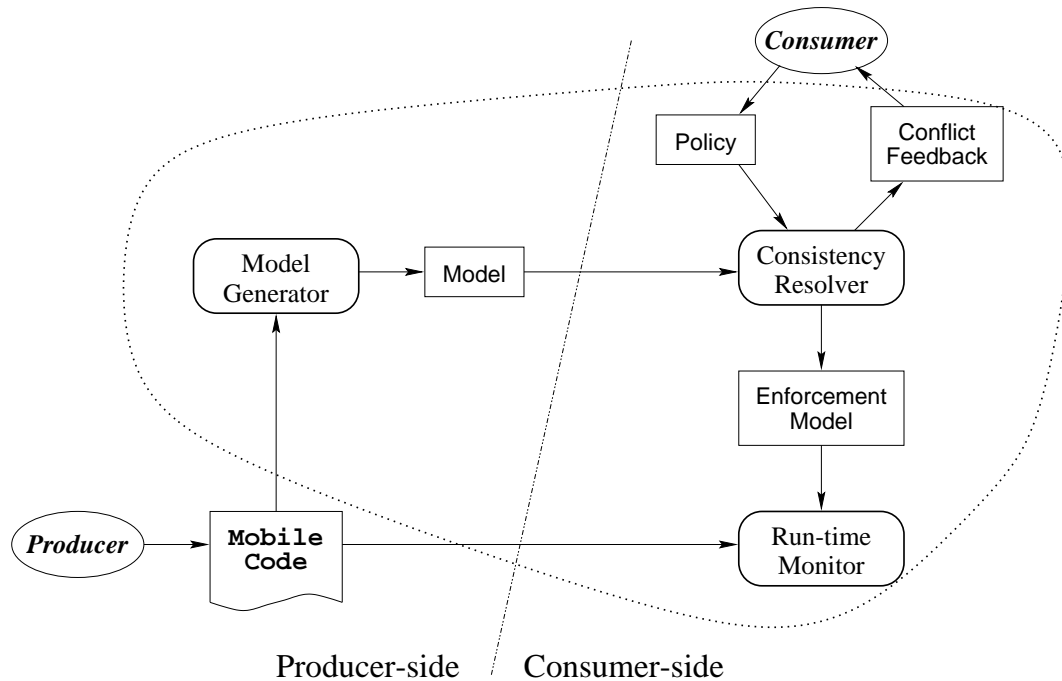 Consumer
Policy
Conflict
Feedback
Model
Generator
Model
Consistency
Resolver
Enforcement
Model
Producer
Mobile
Code
Run-time
Monitor
Producer-side
Consumer-side